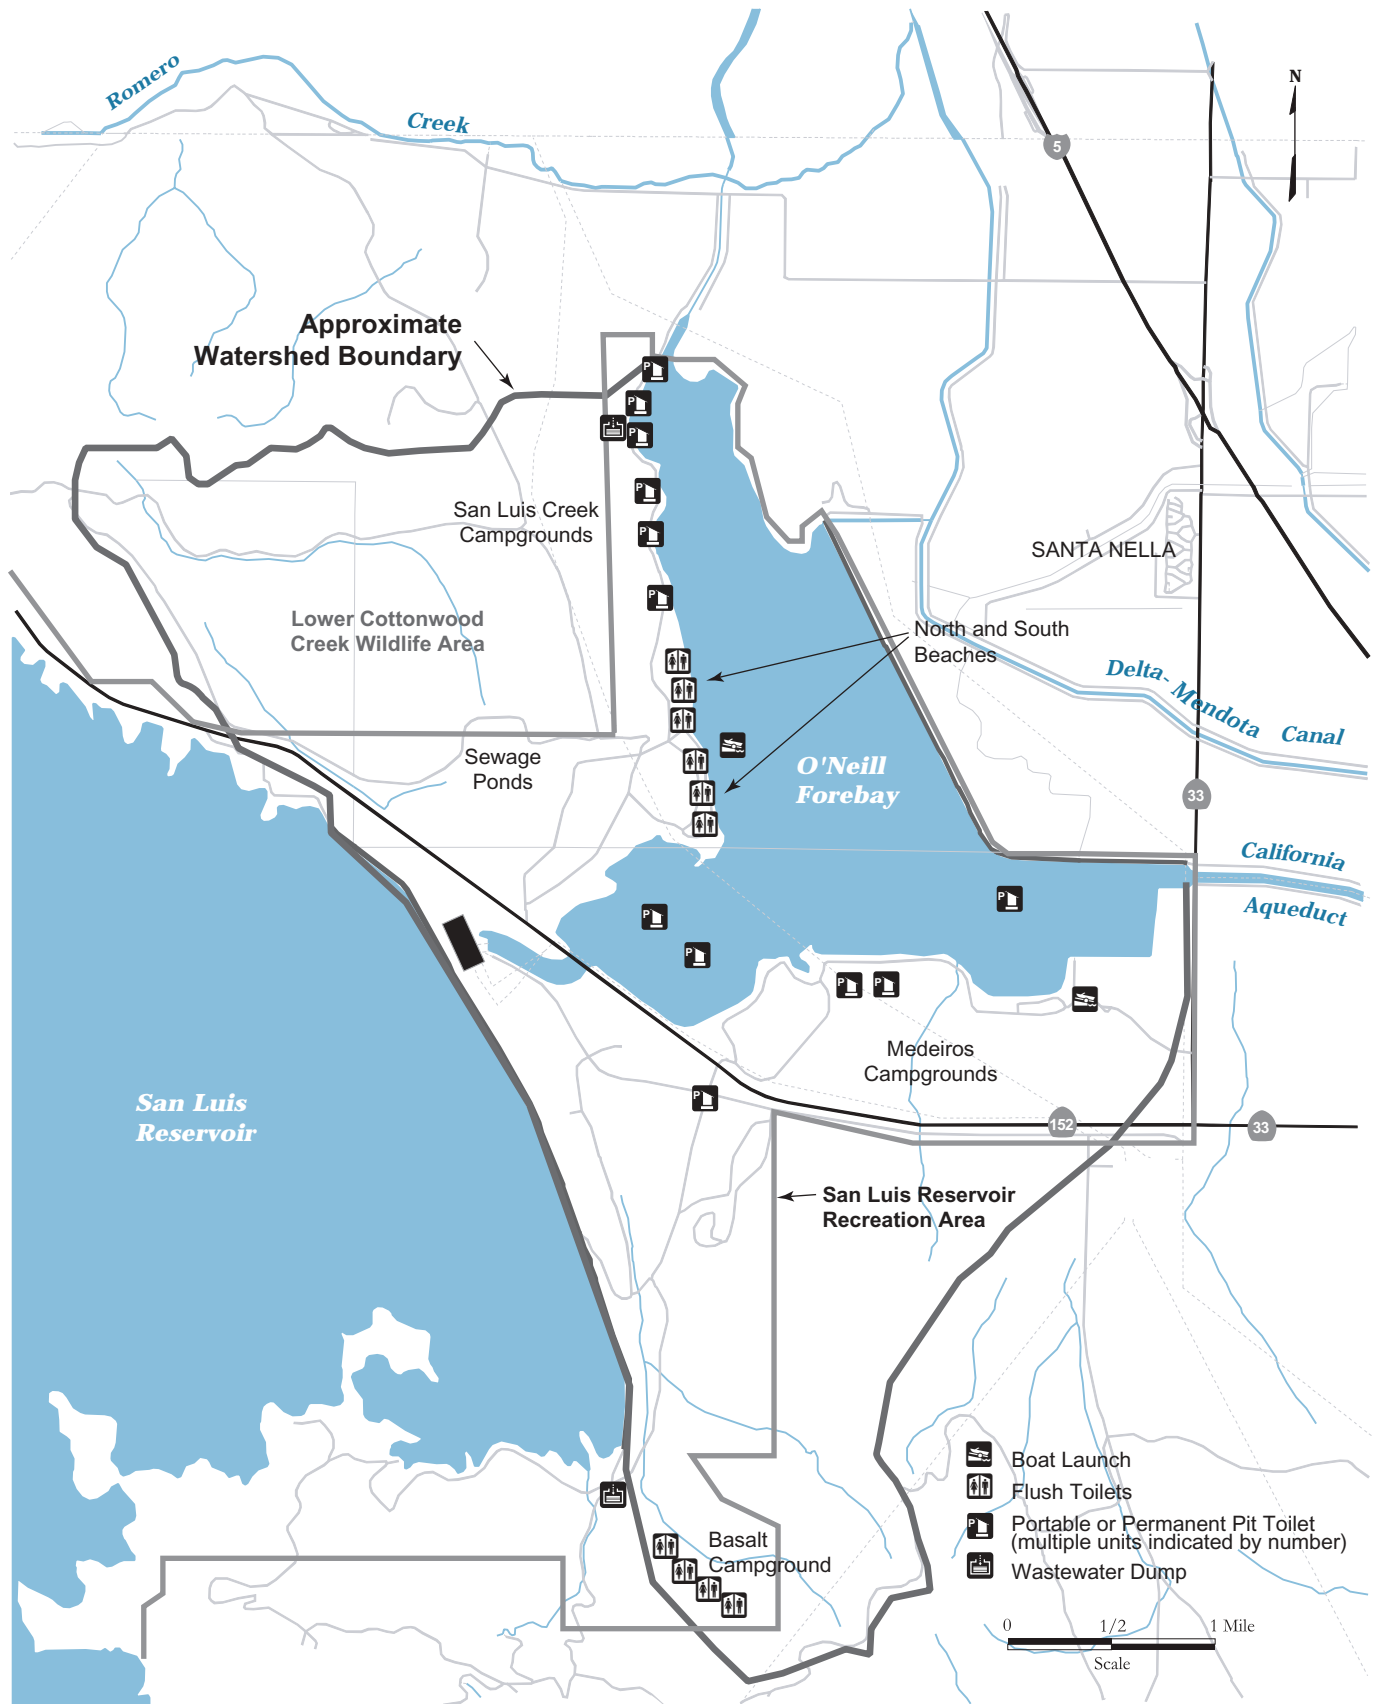 Romero
Creek
N
5
Approximate
Watershed Boundary
San Luis Creek
Campgrounds
SANTA NELLA
Lower Cottonwood
Creek Wildlife Area
North and South
Beaches
Delta-Mendota Canal
Sewage
Ponds
O'Neill
Forebay
33
California
Aqueduct
Medeiros
Campgrounds
San Luis
Reservoir
152
33
San Luis Reservoir
Recreation Area
Boat Launch
Flush Toilets
P Portable or Permanent Pit Toilet
(multiple units indicated by number)
Wastewater Dump
Basalt
Campground
0 1/2 1 Mile
Scale
P
P
P
P
P
P
P
P
P
P
P
P